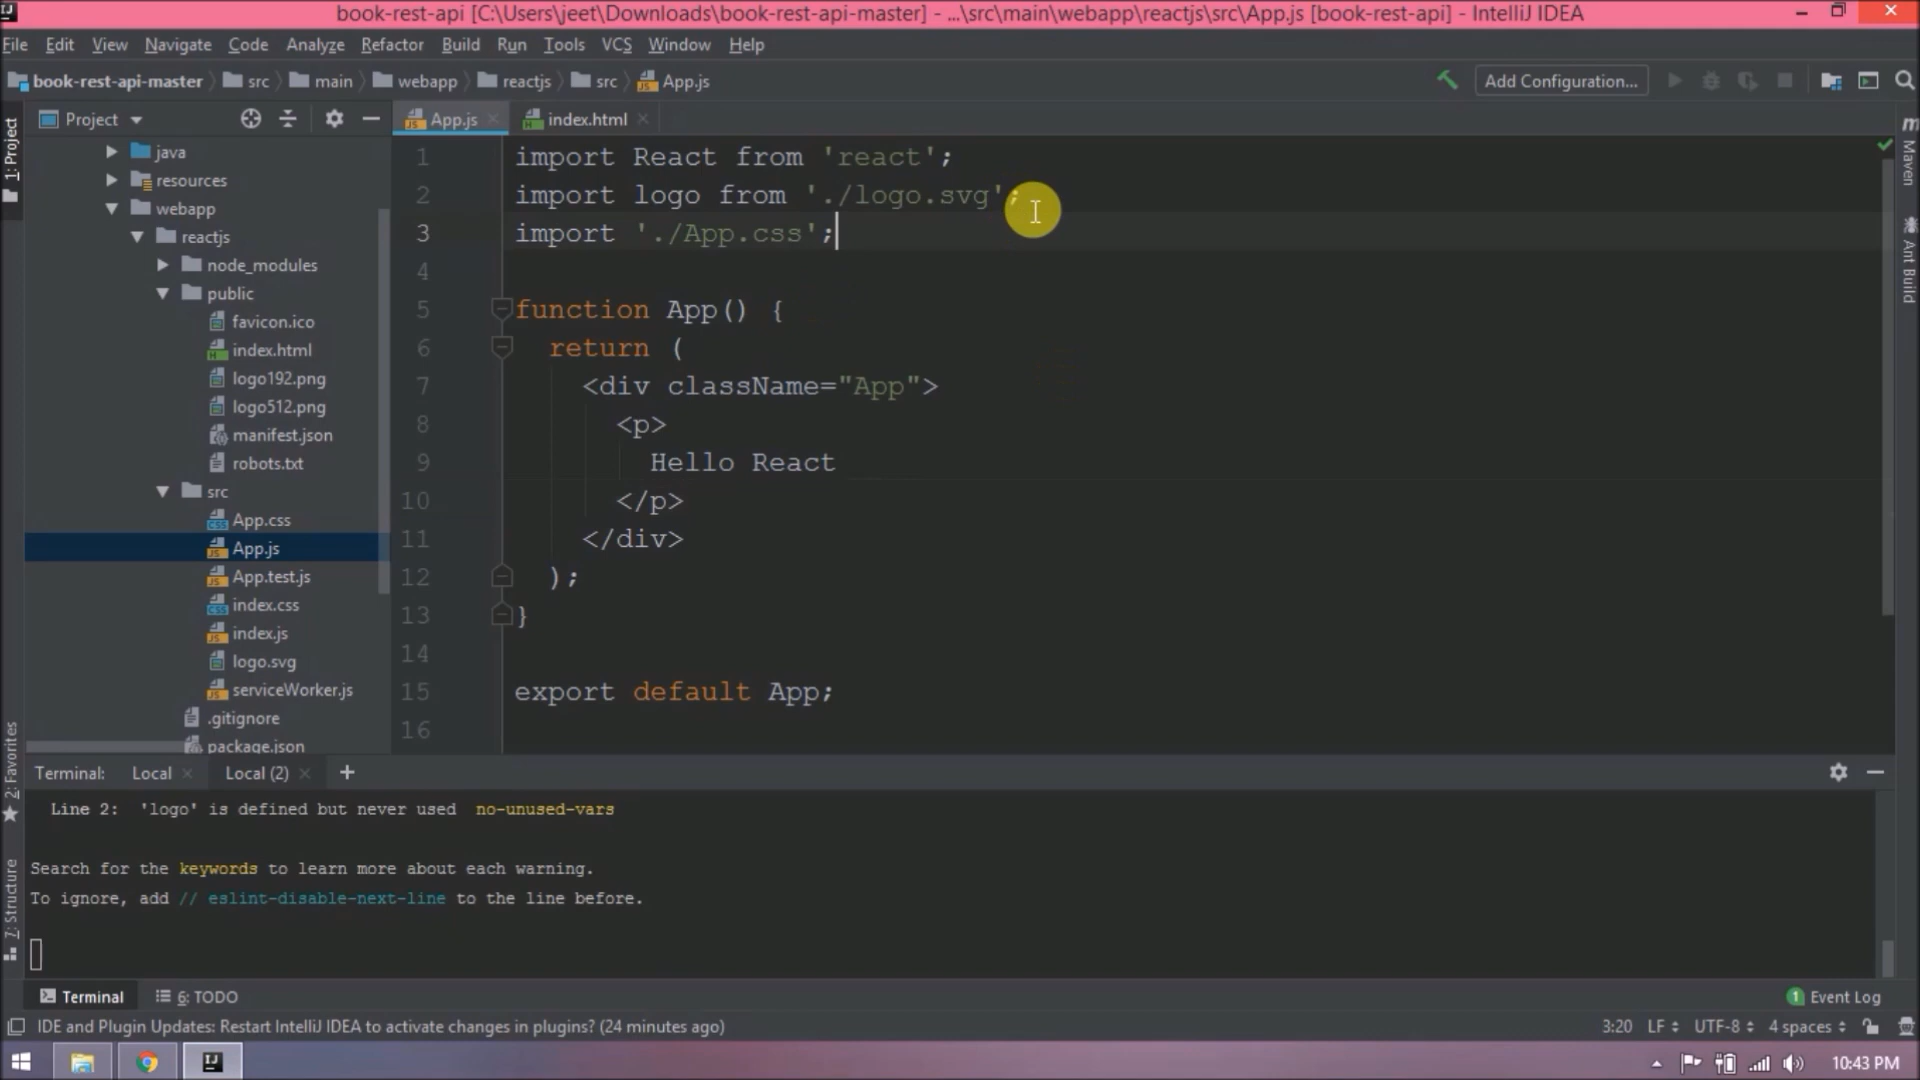 book-rest-api [C:\Users\jeet\Downloads\book-rest-api-master] - ...\src\main\webapp\reactjs\src\App.js [book-rest-api] - IntelliJ IDEA
File Edit View Navigate Code Analyze Refactor Build Run Tools VCS Window Help
book-rest-api-master src main webapp reactjs src App.js
Add Configuration...
Project
App.js
index.html
1: Project
java
resources
webapp
reactjs
node_modules
public
favicon.ico
index.html
logo192.png
logo512.png
manifest.json
robots.txt
src
App.css
App.js
App.test.js
index.css
index.js
logo.svg
serviceWorker.js
.gitignore
package.json
1 import React from 'react';
2 import logo from './logo.svg';
3 import './App.css';
4
5 function App() {
6 return (
7 <div className="App">
8 <p>
9 Hello React
10 </p>
11 </div>
12 );
13 }
14
15 export default App;
16
m
Maven
Ant Build
2: Favorites
7: Structure
Terminal: Local Local (2) +
Line 2: 'logo' is defined but never used no-unused-vars
Search for the keywords to learn more about each warning.
To ignore, add // eslint-disable-next-line to the line before.
Terminal 6: TODO
1 Event Log
IDE and Plugin Updates: Restart IntelliJ IDEA to activate changes in plugins? (24 minutes ago)
3:20 LF UTF-8 4 spaces
10:43 PM